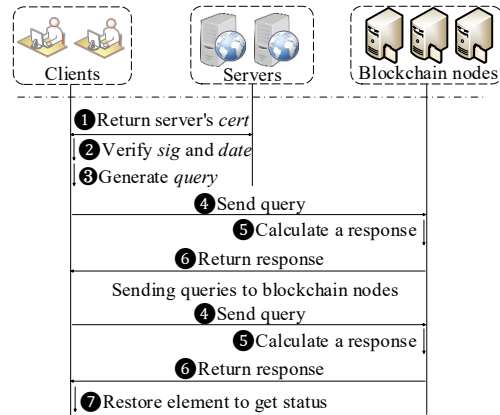 Clients Servers Blockchain nodes
❶Return server's cert
❷Verify sig and date
❸Generate query
❹Send query
❺Calculate a response
❻Return response
Sending queries to blockchain nodes
❹Send query
❺Calculate a response
❻Return response
❼Restore element to get status